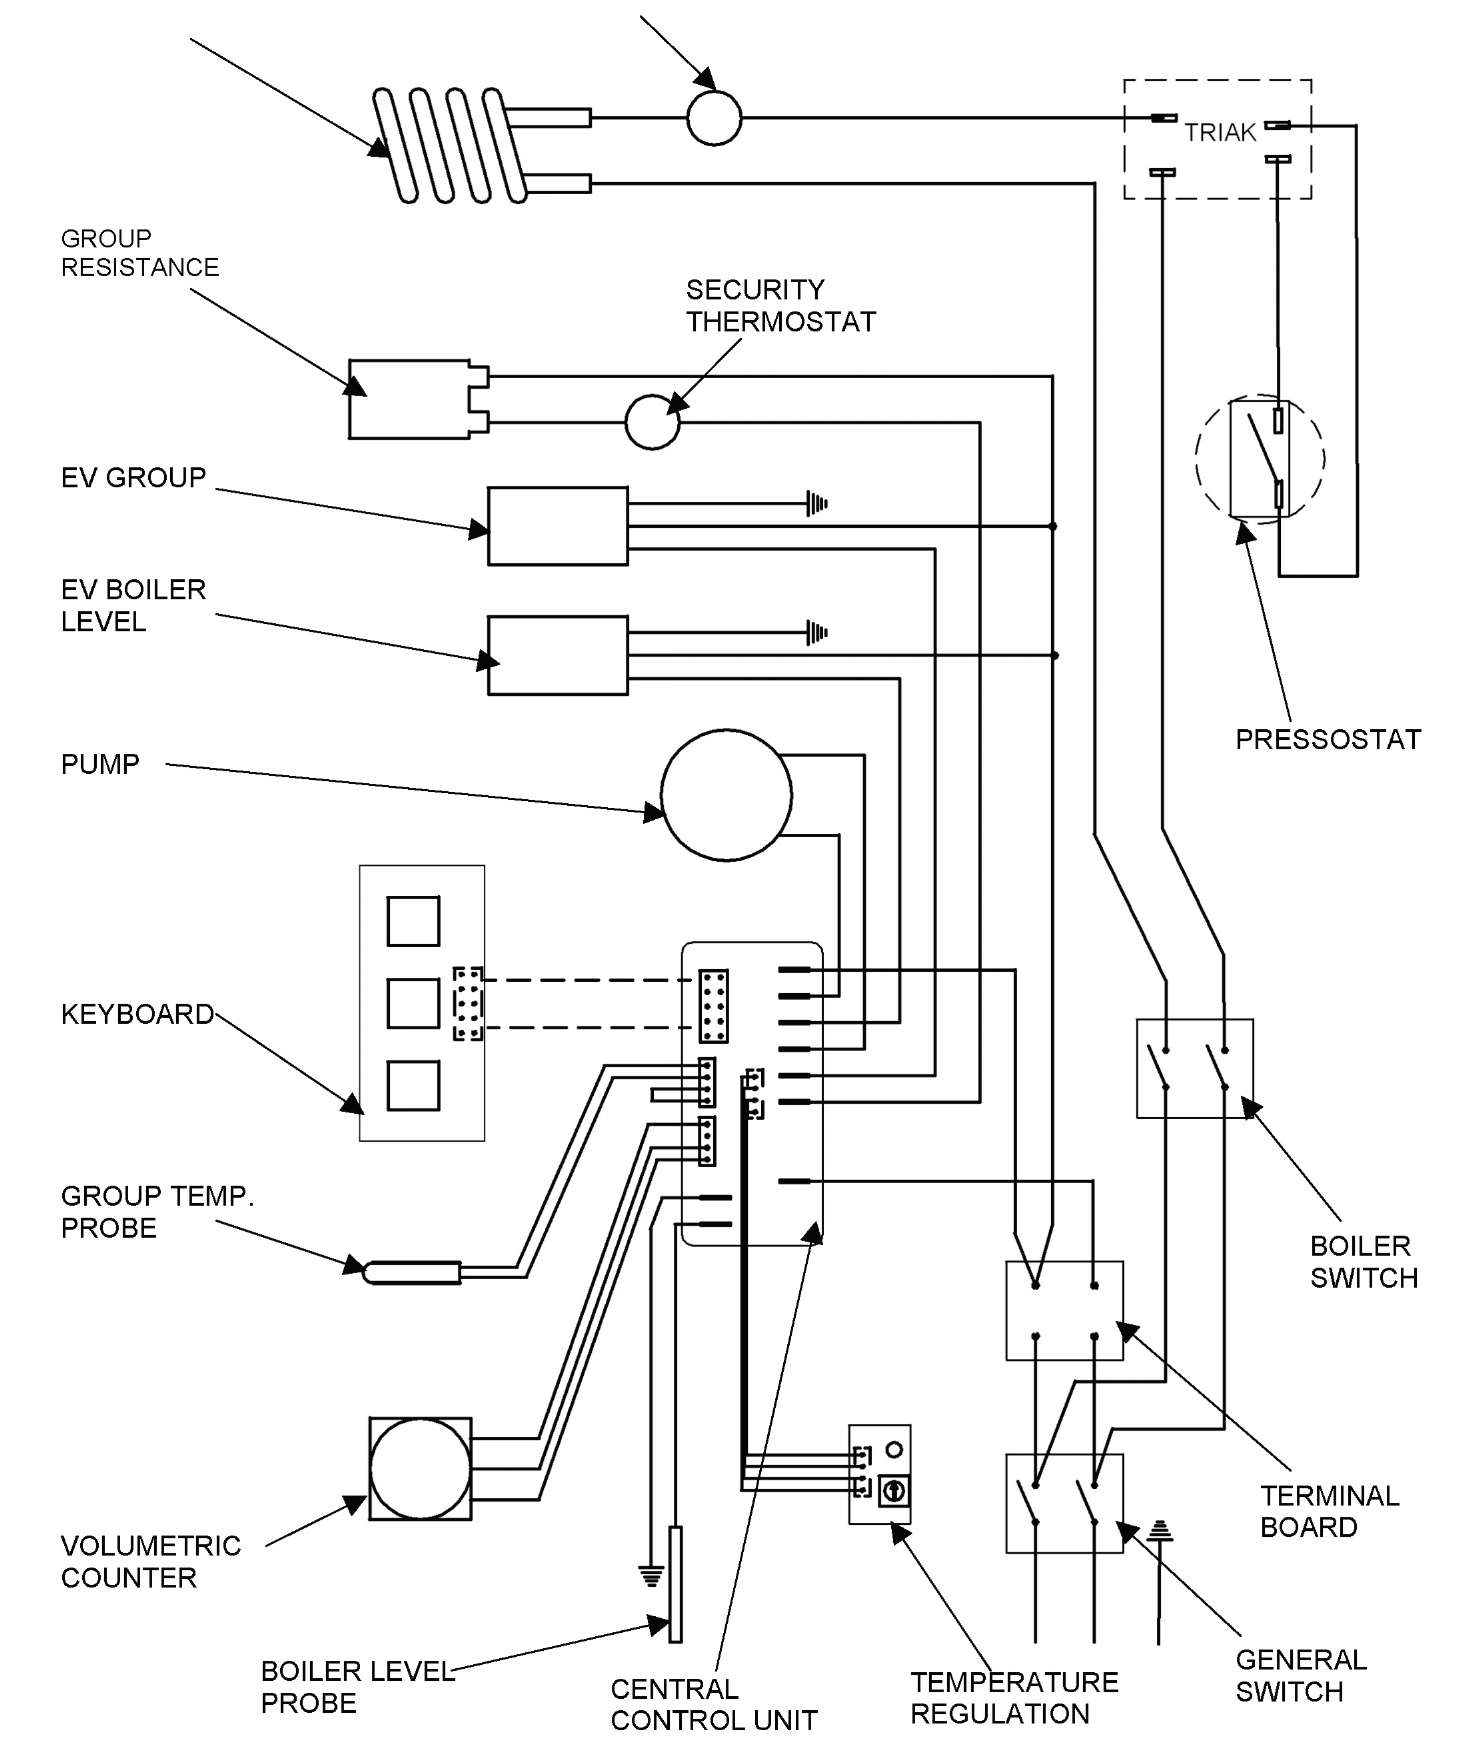 TRIAK
GROUP
RESISTANCE
SECURITY
THERMOSTAT
EV GROUP
EV BOILER
LEVEL
PRESSOSTAT
PUMP
KEYBOARD
GROUP TEMP.
PROBE
BOILER
SWITCH
TERMINAL
BOARD
VOLUMETRIC
COUNTER
BOILER LEVEL
PROBE
CENTRAL
CONTROL UNIT
TEMPERATURE
REGULATION
GENERAL
SWITCH